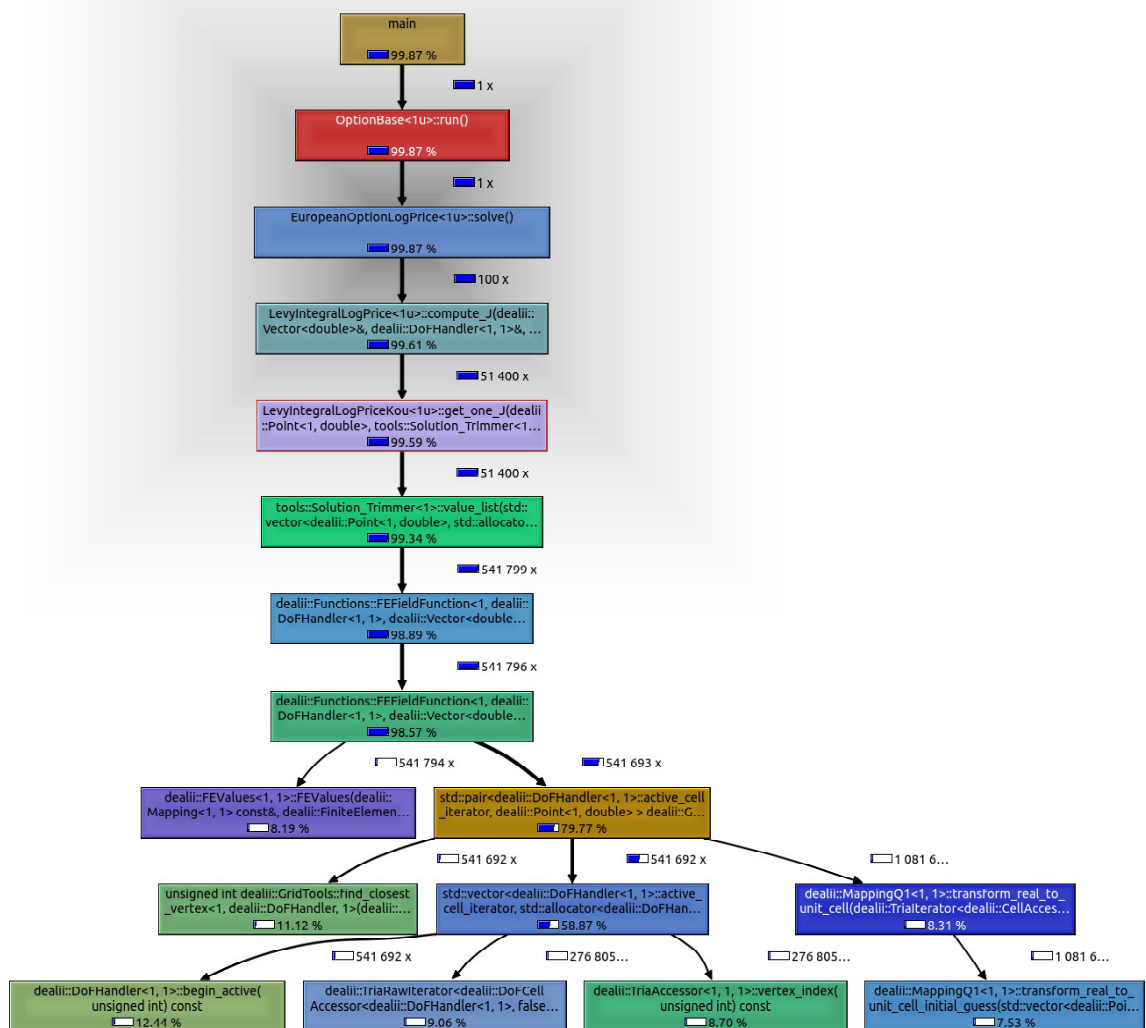 main
99.87 %
1 x
OptionBase<1u>::run()
99.87 %
1 x
EuropeanOptionLogPrice<1u>::solve()
99.87 %
100 x
LevyIntegralLogPrice<1u>::compute_J(dealii::
Vector<double>&, dealii::DoFHandler<1, 1>&, ...
99.61 %
51 400 x
LevyIntegralLogPriceKou<1u>::get_one_J(dealii
::Point<1, double>, tools::Solution_Trimmer<1...
99.59 %
51 400 x
tools::Solution_Trimmer<1>::value_list(std::
vector<dealii::Point<1, double>, std::allocato...
99.34 %
541 799 x
dealii::Functions::FEFieldFunction<1, dealii::
DoFHandler<1, 1>, dealii::Vector<double...
98.89 %
541 796 x
dealii::Functions::FEFieldFunction<1, dealii::
DoFHandler<1, 1>, dealii::Vector<double...
98.57 %
541 794 x
541 693 x
dealii::FEValues<1, 1>::FEValues(dealii::
Mapping<1, 1> const&, dealii::FiniteElemen...
8.19 %
std::pair<dealii::DoFHandler<1, 1>::active_cell
_iterator, dealii::Point<1, double> > dealii::G...
79.77 %
541 692 x
541 692 x
1 081 6...
unsigned int dealii::GridTools::find_closest
_vertex<1, dealii::DoFHandler, 1>(dealii::...
11.12 %
std::vector<dealii::DoFHandler<1, 1>::active_
cell_iterator, std::allocator<dealii::DoFHan...
58.87 %
dealii::MappingQ1<1, 1>::transform_real_to_
unit_cell(dealii::TriaIterator<dealii::CellAcces...
8.31 %
541 692 x
276 805...
276 805...
1 081 6...
dealii::DoFHandler<1, 1>::begin_active(
unsigned int) const
12.44 %
dealii::TriaRawIterator<dealii::DoFCell
Accessor<dealii::DoFHandler<1, 1>, false...
9.06 %
dealii::TriaAccessor<1, 1, 1>::vertex_index(
unsigned int) const
8.70 %
dealii::MappingQ1<1, 1>::transform_real_to_
unit_cell_initial_guess(std::vector<dealii::Poi...
7.53 %